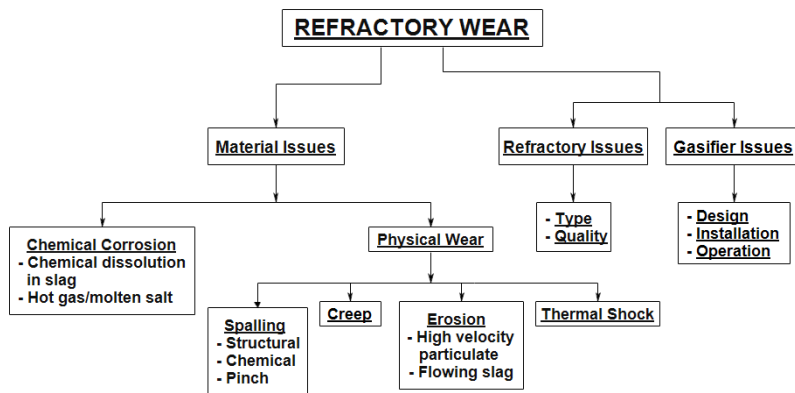 REFRACTORY WEAR
Material Issues
Refractory Issues
Gasifier Issues
- Type
- Quality
- Design
- Installation
- Operation
Chemical Corrosion
- Chemical dissolution
in slag
- Hot gas/molten salt
Physical Wear
Spalling
- Structural
- Chemical
- Pinch
Creep
Erosion
- High velocity
particulate
- Flowing slag
Thermal Shock